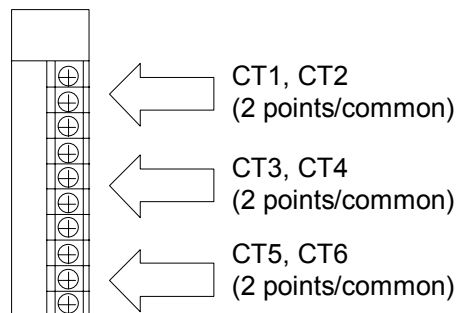 CT1, CT2
(2 points/common)
CT3, CT4
(2 points/common)
CT5, CT6
(2 points/common)